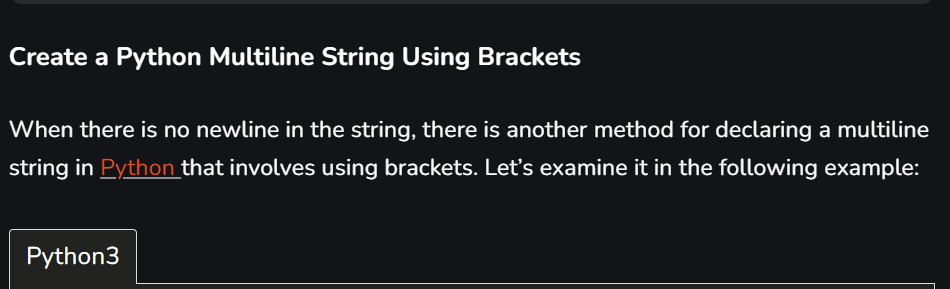 Create a Python Multiline String Using Brackets
When there is no newline in the string, there is another method for declaring a multiline
string in Python that involves using brackets. Let’s examine it in the following example:
Python3